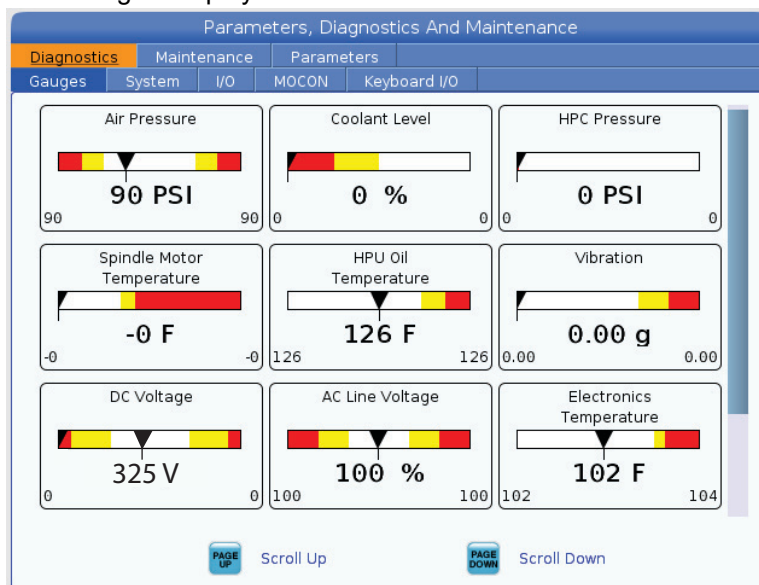 Parameters, Diagnostics And Maintenance
Diagnostics Maintenance Parameters
Gauges System I/O MOCON Keyboard I/O
Air Pressure
90 PSI
90 90
Coolant Level
0 %
0 0
HPC Pressure
0 PSI
0 0
Spindle Motor
Temperature
-0 F
-0 -0
HPU Oil
Temperature
126 F
126 126
Vibration
0.00 g
0.00 0.00
DC Voltage
325 V
0 0
AC Line Voltage
100 %
100 100
Electronics
Temperature
102 F
102 104
PAGE
UP
Scroll Up
PAGE
DOWN
Scroll Down